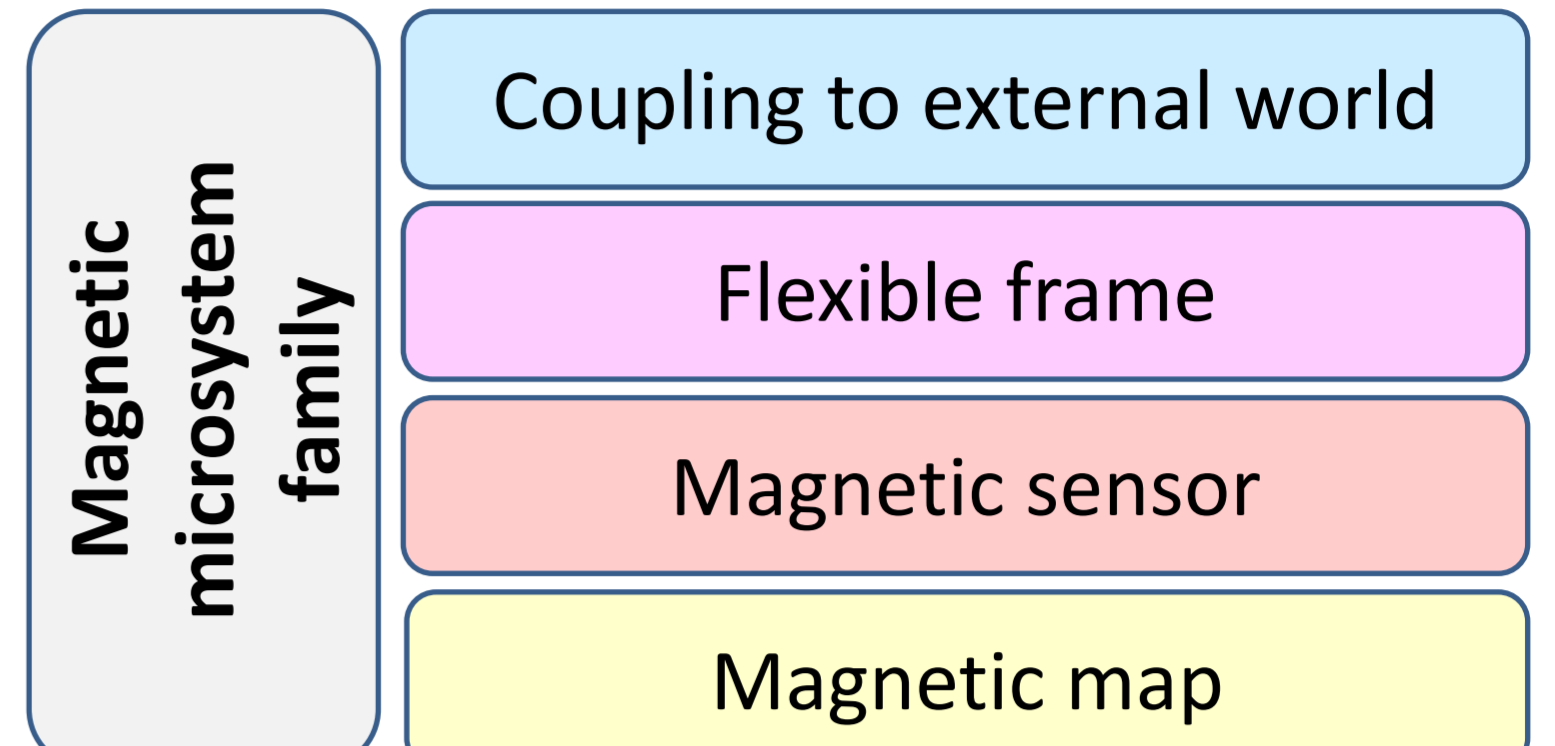 Magnetic
microsystem
family
Coupling to external world
Flexible frame
Magnetic sensor
Magnetic map